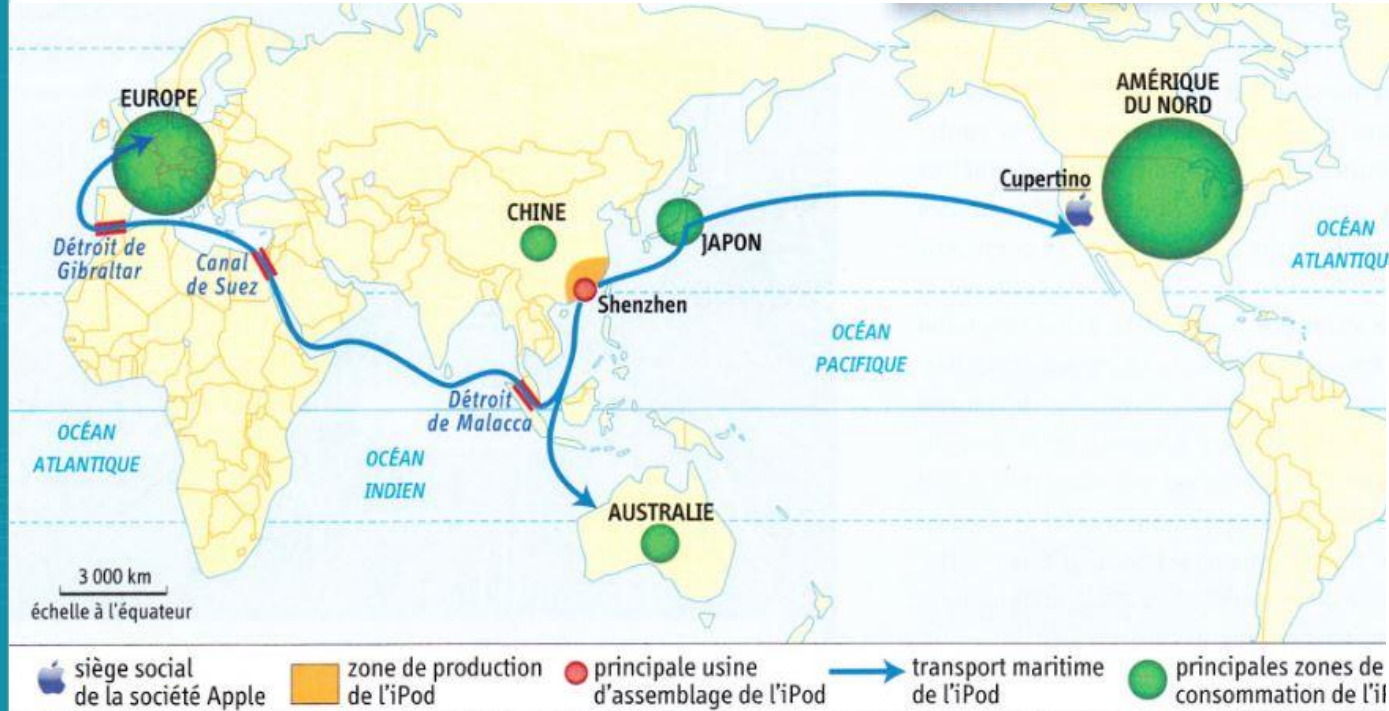 EUROPE
AMÉRIQUE
DU NORD
Cupertino
CHINE
JAPON
Détroit de
Gibraltar
Canal
de Suez
OCÉAN
ATLANTIQU
Shenzhen
OCÉAN
PACIFIQUE
Détroit
de Malacca
OCÉAN
ATLANTIQUE
OCÉAN
INDIEN
AUSTRALIE
3 000 km
échelle à l'équateur
siège social
de la société Apple
zone de production
de l'iPod
principale usine
d'assemblage de l'iPod
transport maritime
de l'iPod
principales zones de
consommation de l'iP